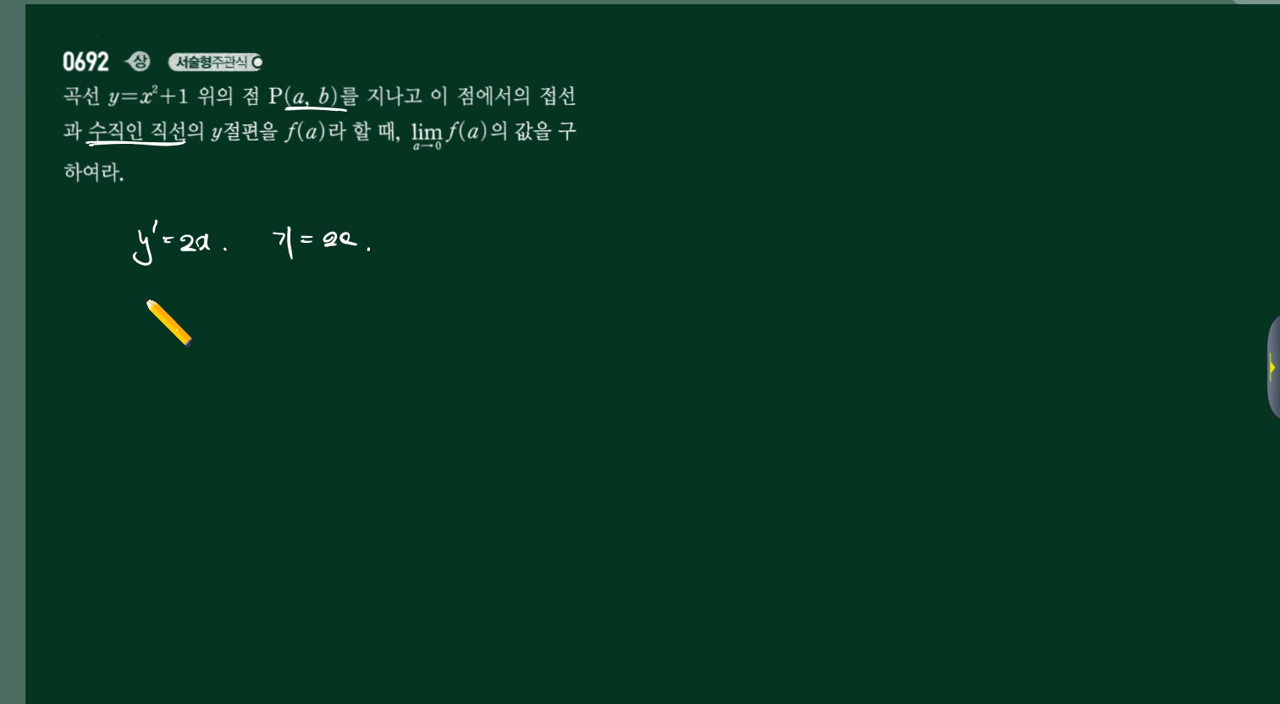 0692 상 서술형주관식
곡선 y=x²+1 위의 점 P(a, b)를 지나고 이 점에서의 접선
과 수직인 직선의 y절편을 f(a)라 할 때, lim a→0 f(a)의 값을 구
하여라.
y'=2x. 기=2a.